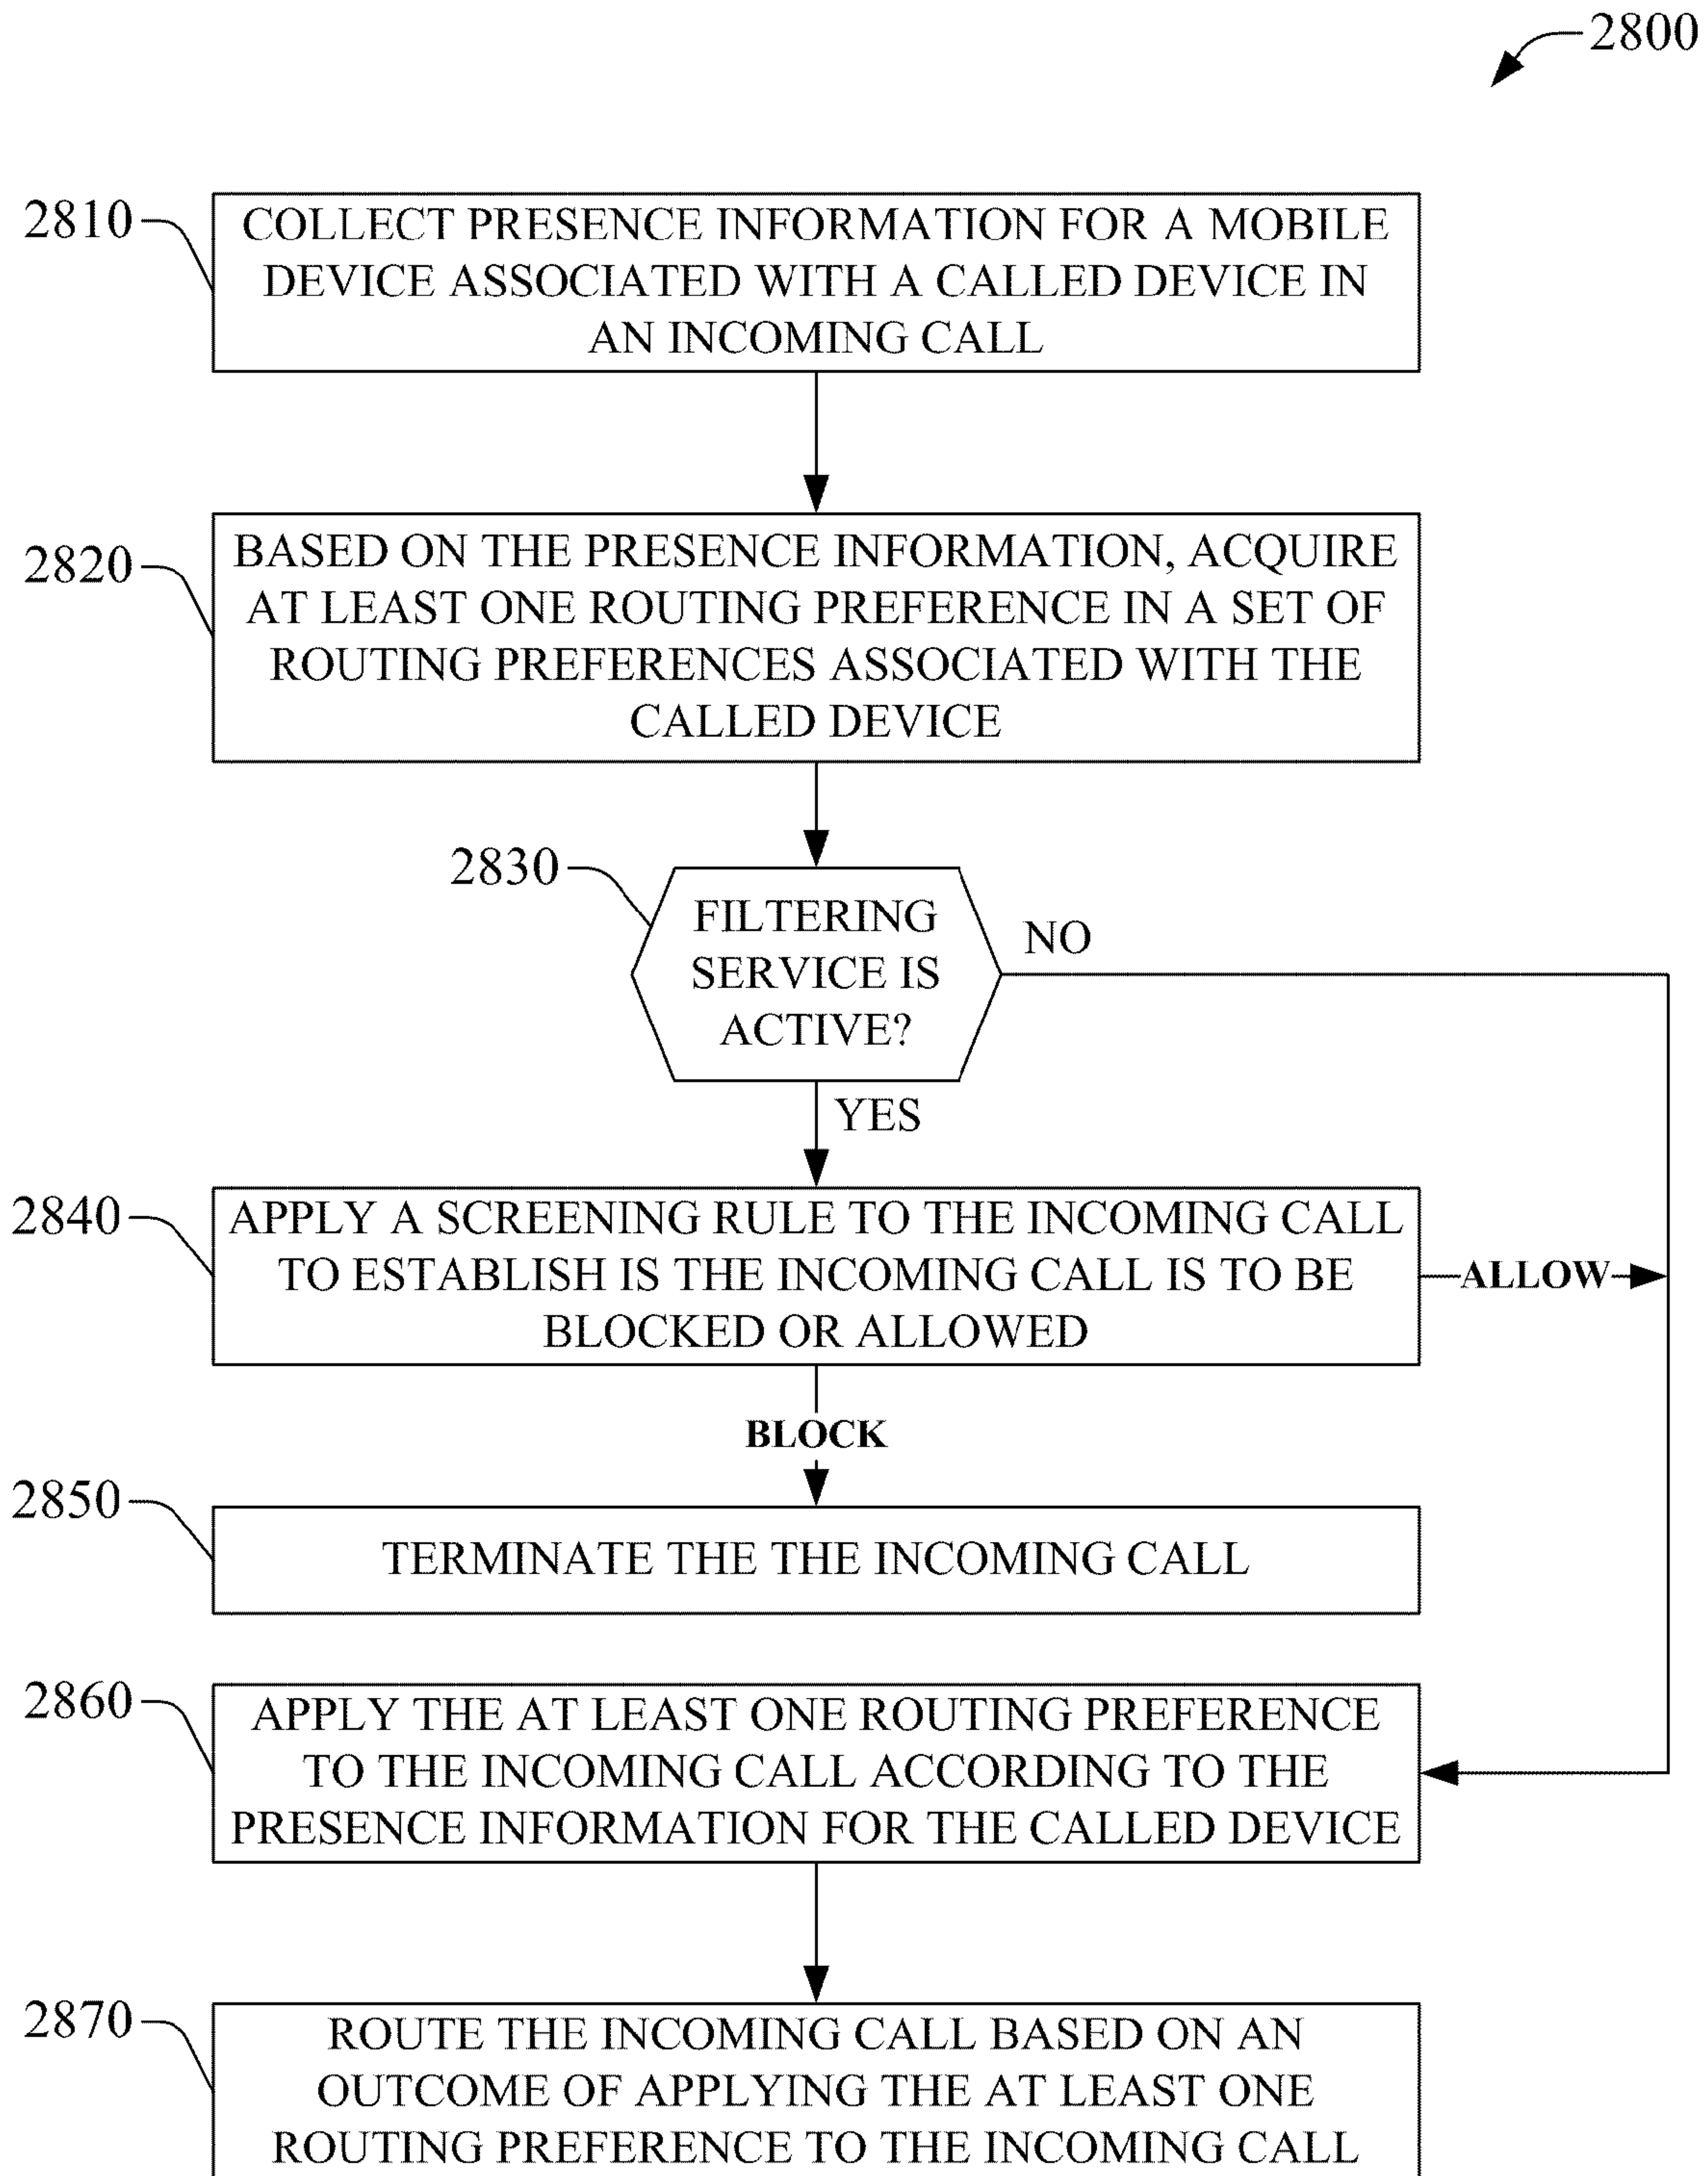 2800
2810
COLLECT PRESENCE INFORMATION FOR A MOBILE
DEVICE ASSOCIATED WITH A CALLED DEVICE IN
AN INCOMING CALL
2820
BASED ON THE PRESENCE INFORMATION, ACQUIRE
AT LEAST ONE ROUTING PREFERENCE IN A SET OF
ROUTING PREFERENCES ASSOCIATED WITH THE
CALLED DEVICE
2830
FILTERING
SERVICE IS
ACTIVE?
NO
YES
2840
APPLY A SCREENING RULE TO THE INCOMING CALL
TO ESTABLISH IS THE INCOMING CALL IS TO BE
BLOCKED OR ALLOWED
ALLOW
BLOCK
2850
TERMINATE THE THE INCOMING CALL
2860
APPLY THE AT LEAST ONE ROUTING PREFERENCE
TO THE INCOMING CALL ACCORDING TO THE
PRESENCE INFORMATION FOR THE CALLED DEVICE
2870
ROUTE THE INCOMING CALL BASED ON AN
OUTCOME OF APPLYING THE AT LEAST ONE
ROUTING PREFERENCE TO THE INCOMING CALL